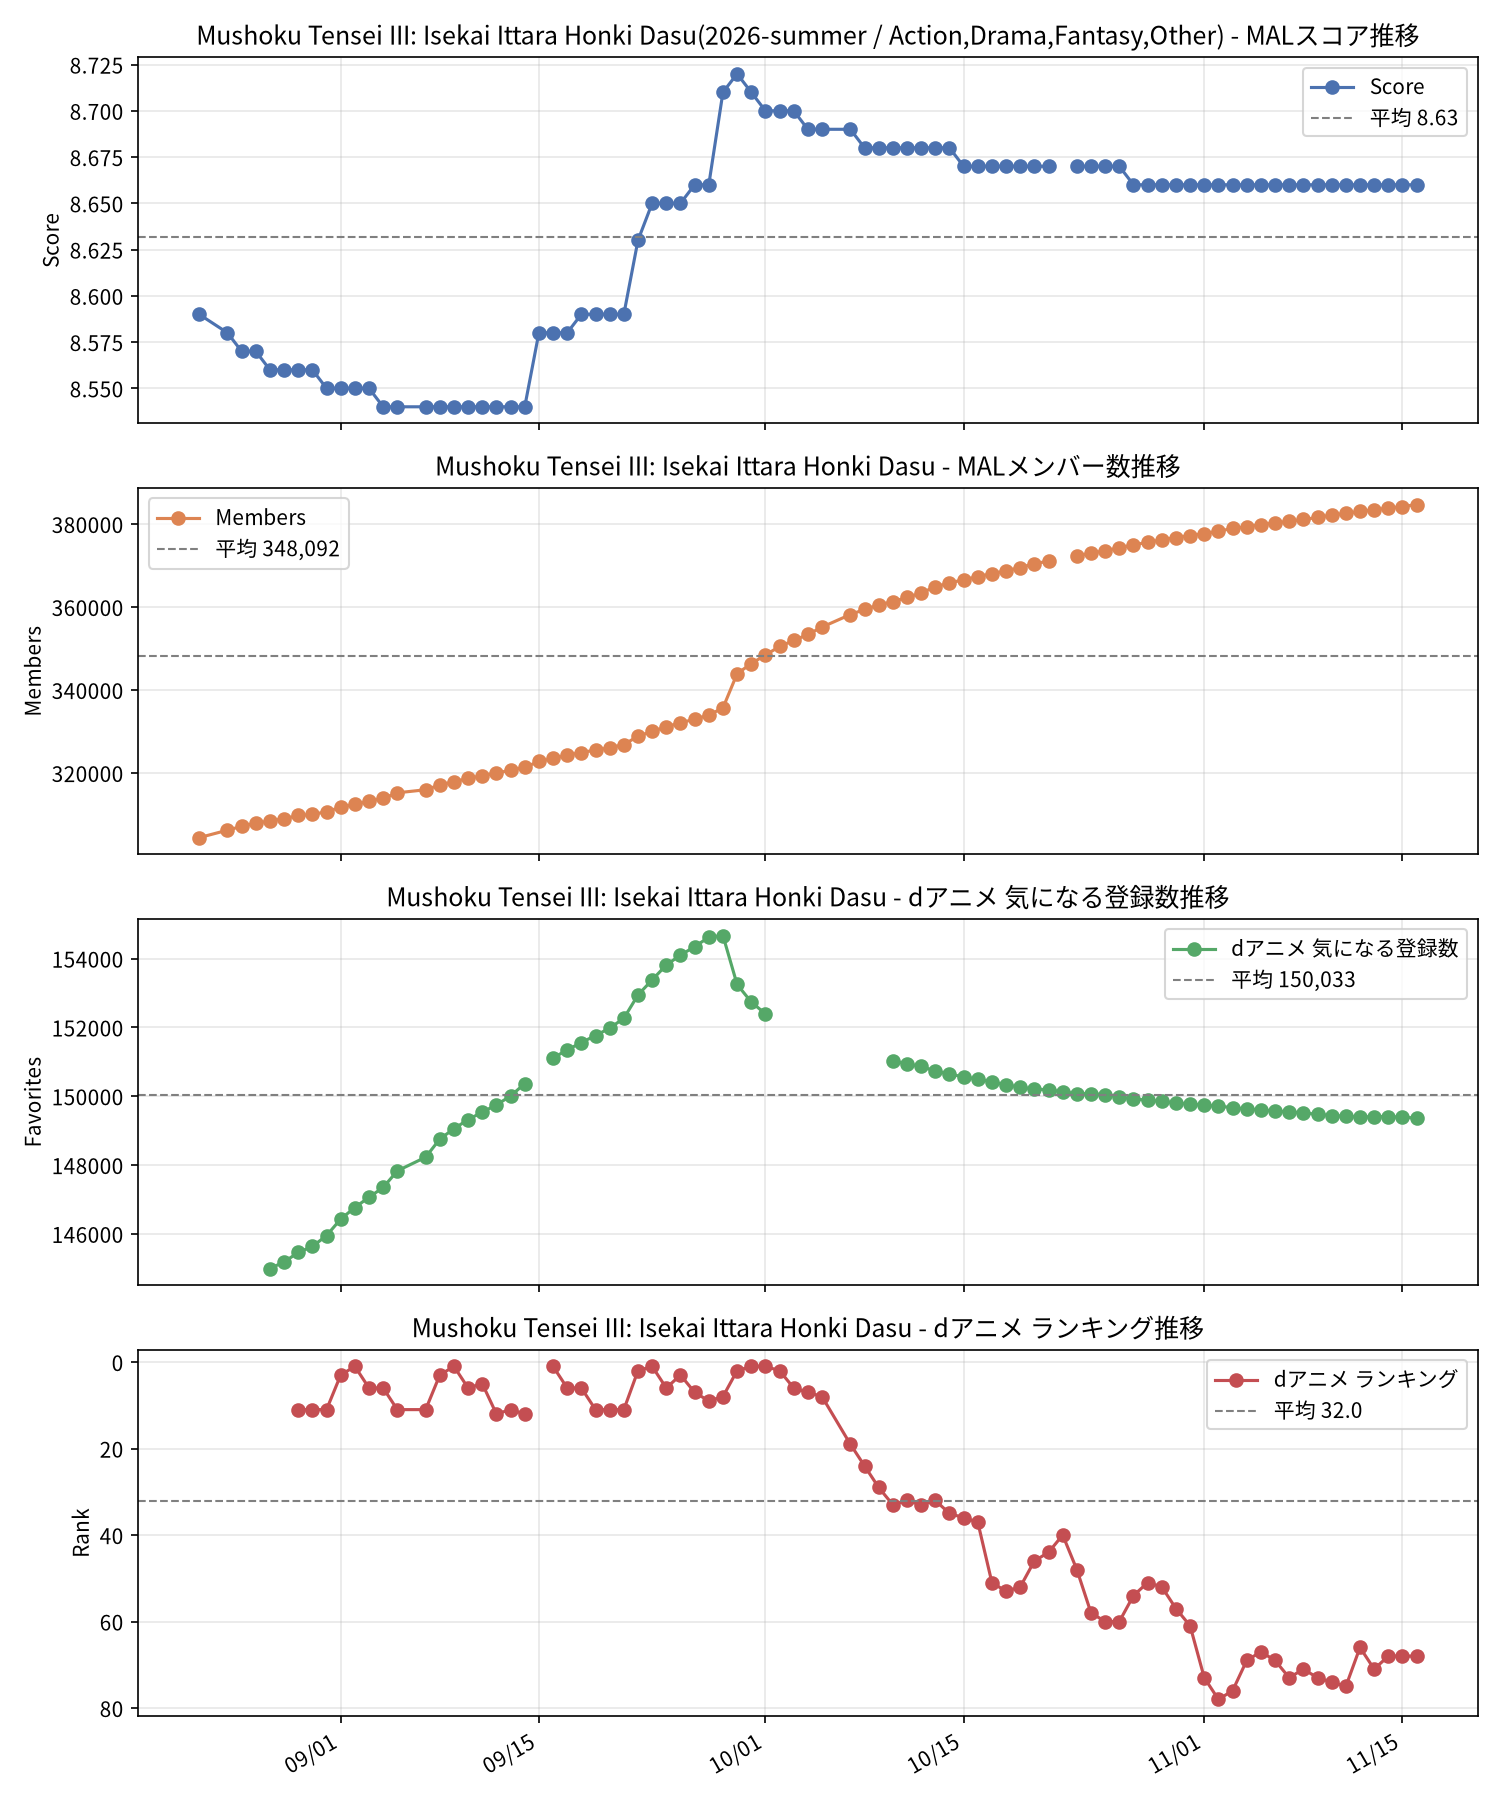 Mushoku Tensei III: Isekai Ittara Honki Dasu(2026-summer / Action,Drama,Fantasy,Other) - MALスコア推移
8.725
8.700
8.675
8.650
8.625
8.600
8.575
8.550
Score
Score
平均 8.63
Mushoku Tensei III: Isekai Ittara Honki Dasu - MALメンバー数推移
380000
360000
340000
320000
Members
Members
平均 348,092
Mushoku Tensei III: Isekai Ittara Honki Dasu - dアニメ 気になる登録数推移
154000
152000
150000
148000
146000
Favorites
dアニメ 気になる登録数
平均 150,033
Mushoku Tensei III: Isekai Ittara Honki Dasu - dアニメ ランキング推移
0
20
40
60
80
Rank
dアニメ ランキング
平均 32.0
09/01
09/15
10/01
10/15
11/01
11/15